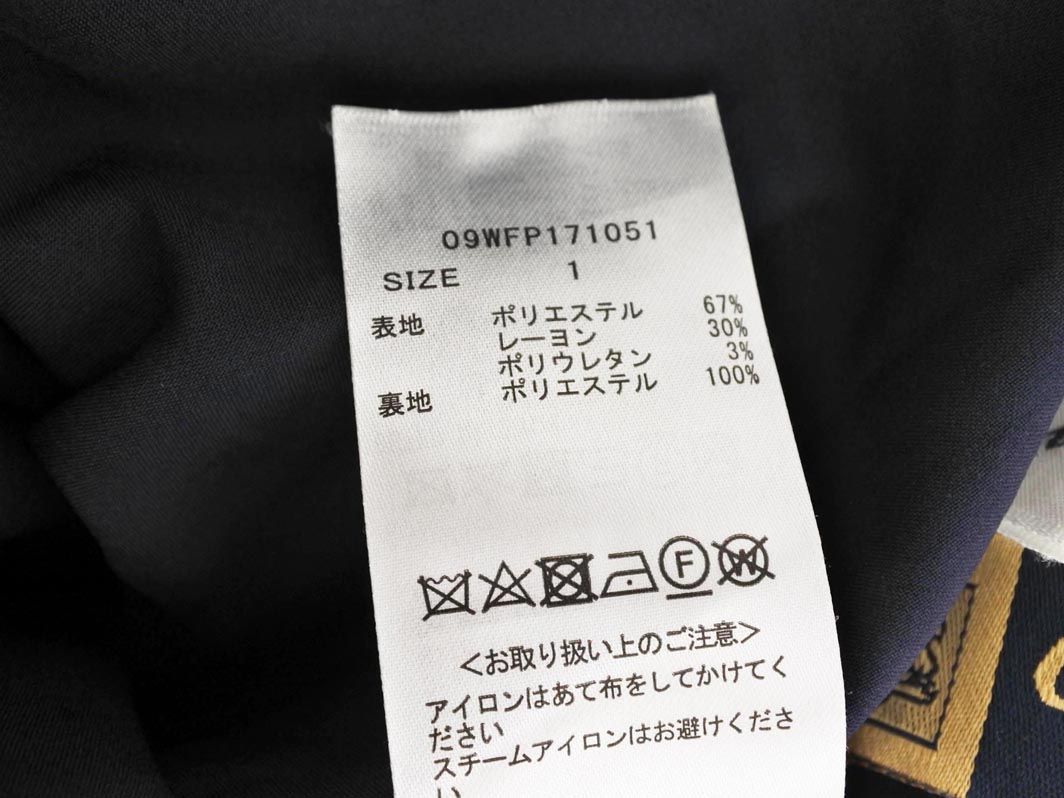 09WFP171051
SIZE 1
表地 ポリエステル 67%
レーヨン 30%
ポリウレタン 3%
裏地 ポリエステル 100%
F W
<お取り扱い上のご注意>
アイロンはあて布をしてかけてく
ださい
スチームアイロンはお避けくださ
い